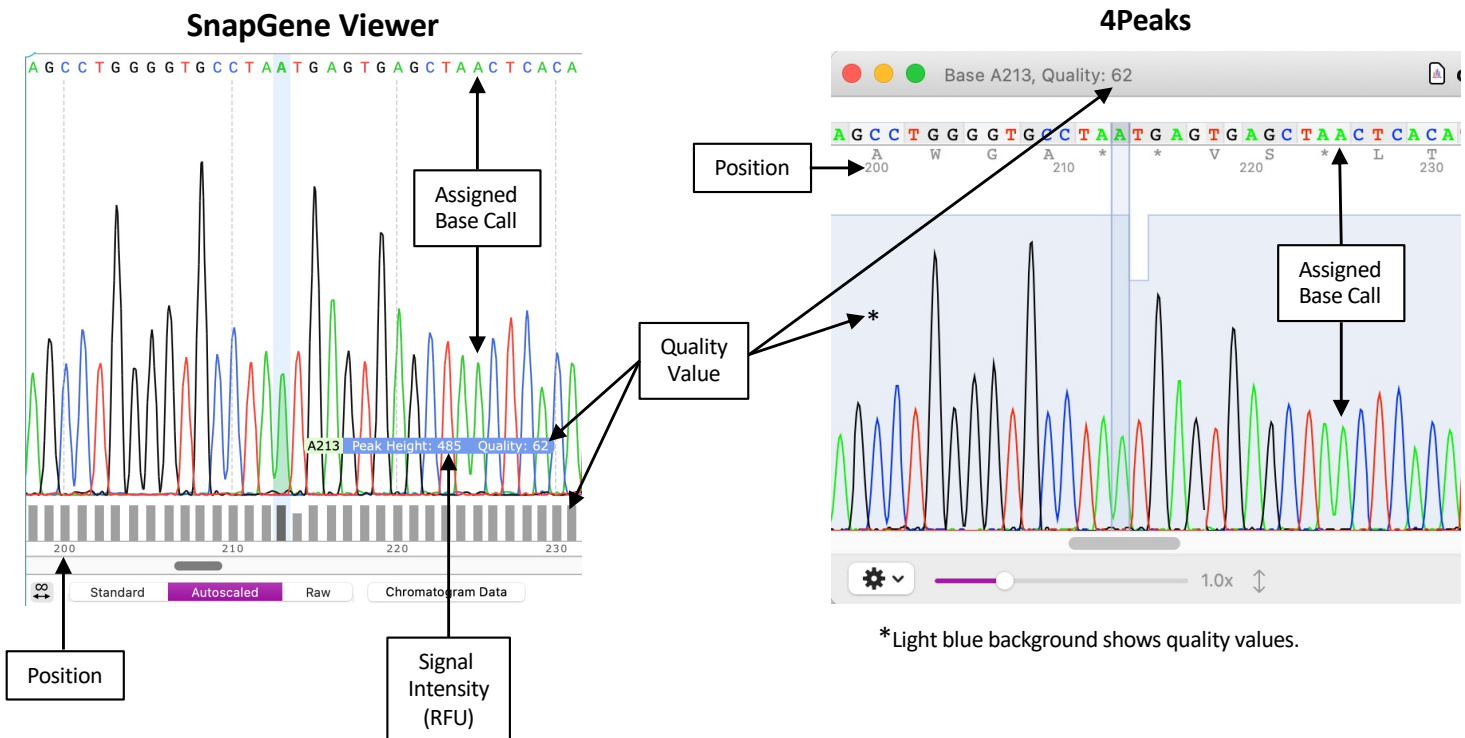 SnapGene Viewer
A G C C T G G G G T G C C T A A T G A G T G A G C T A A C T C A C A
Assigned
Base Call
A213 Peak Height: 485 Quality: 62
200 210 220 230
Standard Autoscaled Raw Chromatogram Data
Position
Signal
Intensity
(RFU)
Quality
Value
4Peaks
Base A213, Quality: 62
A G C C T G G G G T G C C T A A T G A G T G A G C T A A C T C A C A
A W G A * * V S * L T
200 210 220 230
Position
Assigned
Base Call
*
1.0x
*Light blue background shows quality values.